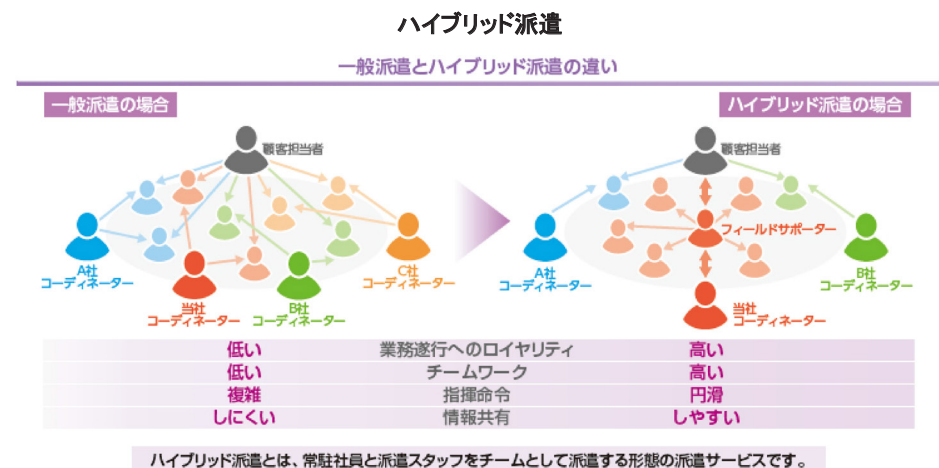 ハイブリッド派遣
一般派遣とハイブリッド派遣の違い
一般派遣の場合
顧客担当者
A社
コーディネーター
当社
コーディネーター
B社
コーディネーター
C社
コーディネーター
ハイブリッド派遣の場合
顧客担当者
フィールドサポーター
A社
コーディネーター
当社
コーディネーター
B社
コーディネーター
低い 業務遂行へのロイヤリティ 高い
低い チームワーク 高い
複雑 指揮命令 円滑
しにくい 情報共有 しやすい
ハイブリッド派遣とは、常駐社員と派遣スタッフをチームとして派遣する形態の派遣サービスです。